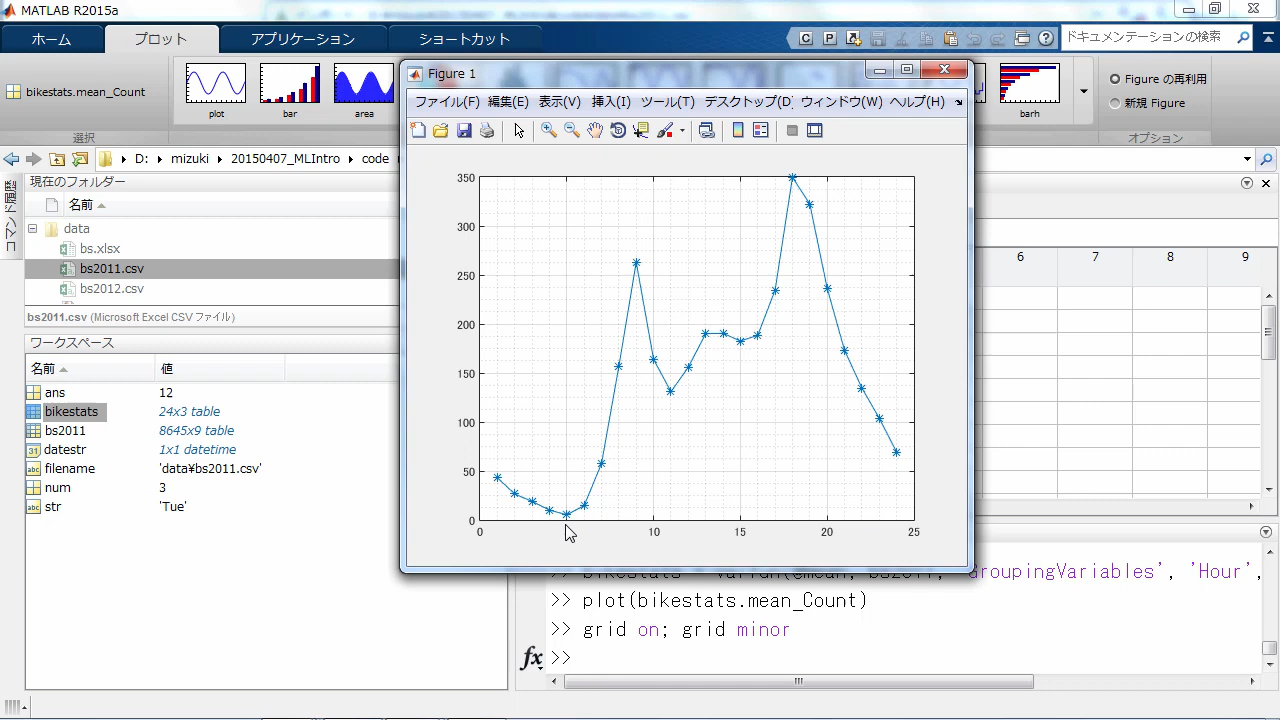 MATLAB R2015a
ホーム プロット アプリケーション ショートカット
ドキュメンテーションの検索
bikestats.mean_Count
plot bar area barh
Figure の再利用
新規 Figure
選択 オプション
D: mizuki 20150407_MLIntro code
現在のフォルダー
名前
data
bs.xlsx
bs2011.csv
bs2012.csv
bs2011.csv (Microsoft Excel CSV ファイル)
ワークスペース
名前 値
ans 12
bikestats 24x3 table
bs2011 8645x9 table
datestr 1x1 datetime
filename 'data¥bs2011.csv'
num 3
str 'Tue'
Figure 1
ファイル(F) 編集(E) 表示(V) 挿入(I) ツール(T) デスクトップ(D) ウィンドウ(W) ヘルプ(H)
350
300
250
200
150
100
50
0
0 10 15 20 25
6 7 8 9
'GroupingVariables', 'Hour',
>> plot(bikestats.mean_Count)
>> grid on; grid minor
>>
fx